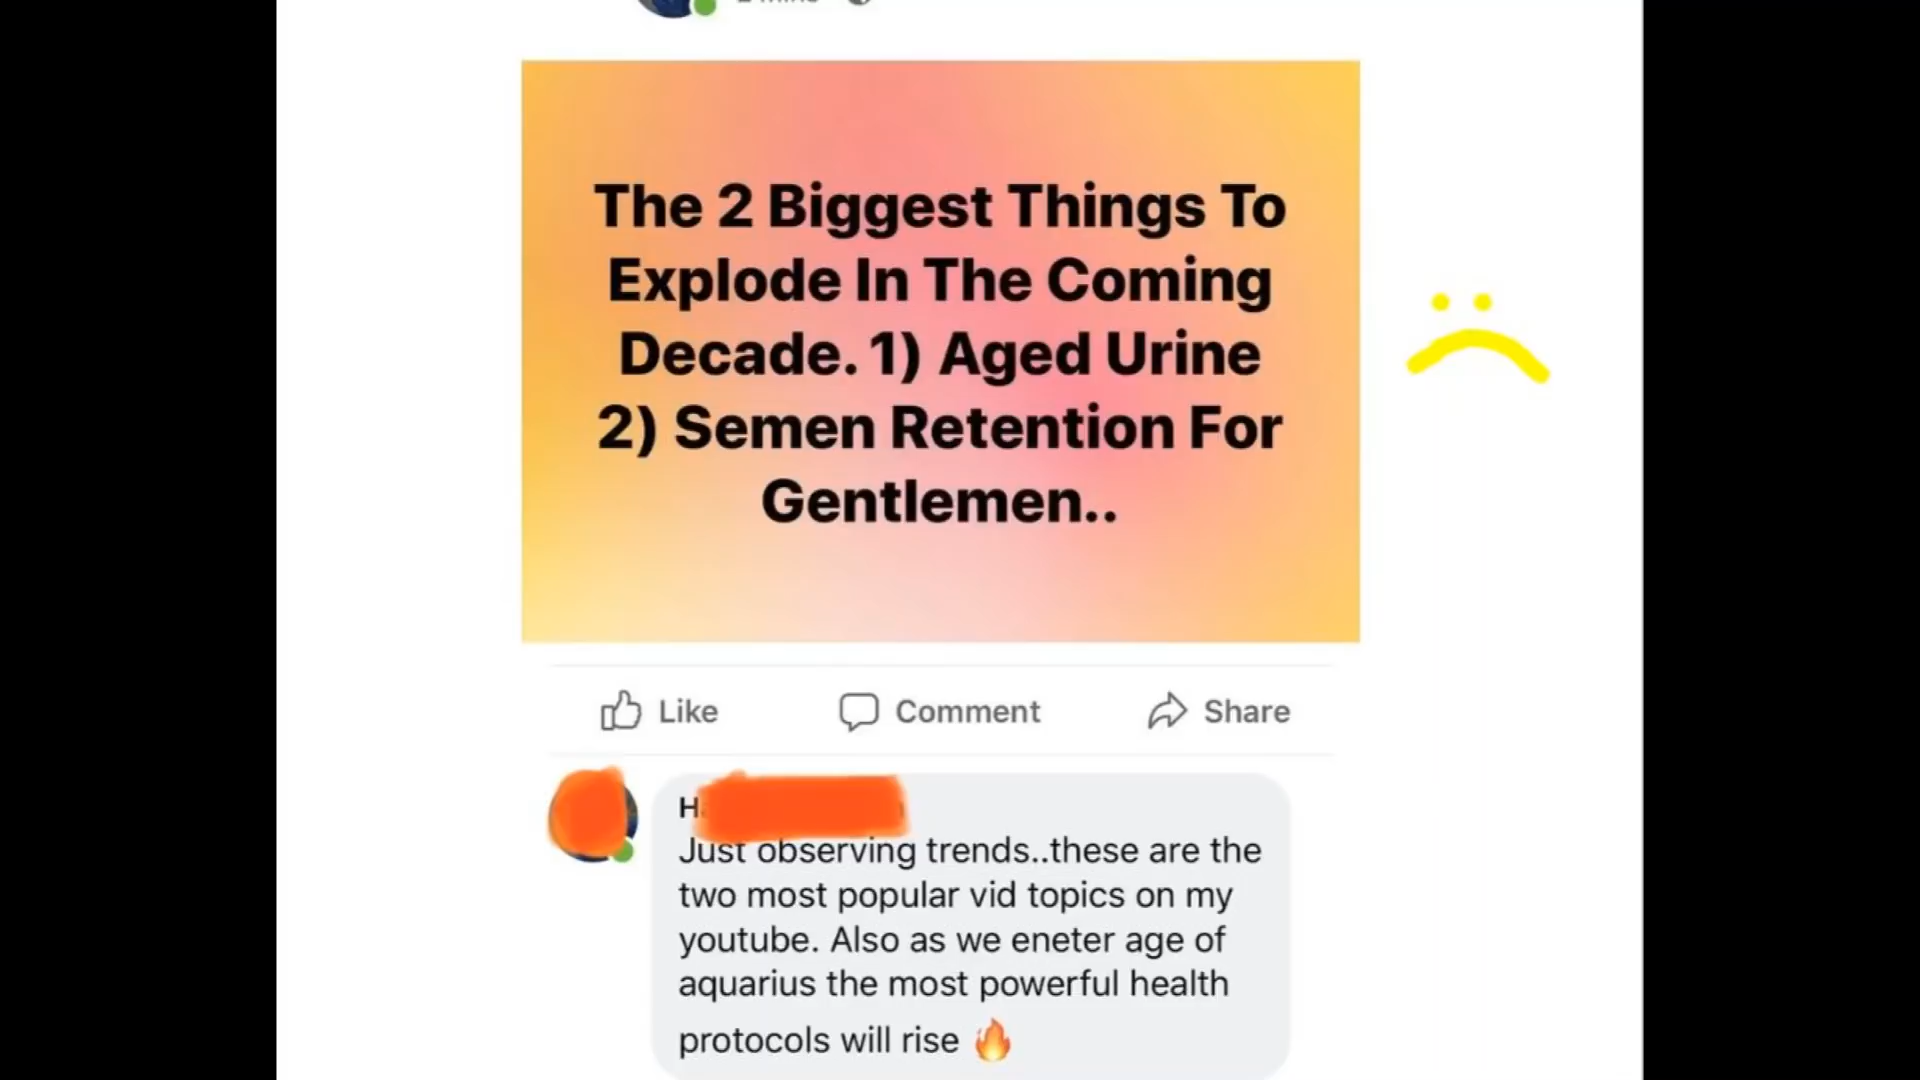 The 2 Biggest Things To
Explode In The Coming
Decade. 1) Aged Urine
2) Semen Retention For
Gentlemen..
Like
Comment
Share
Just observing trends..these are the
two most popular vid topics on my
youtube. Also as we eneter age of
aquarius the most powerful health
protocols will rise 🔥